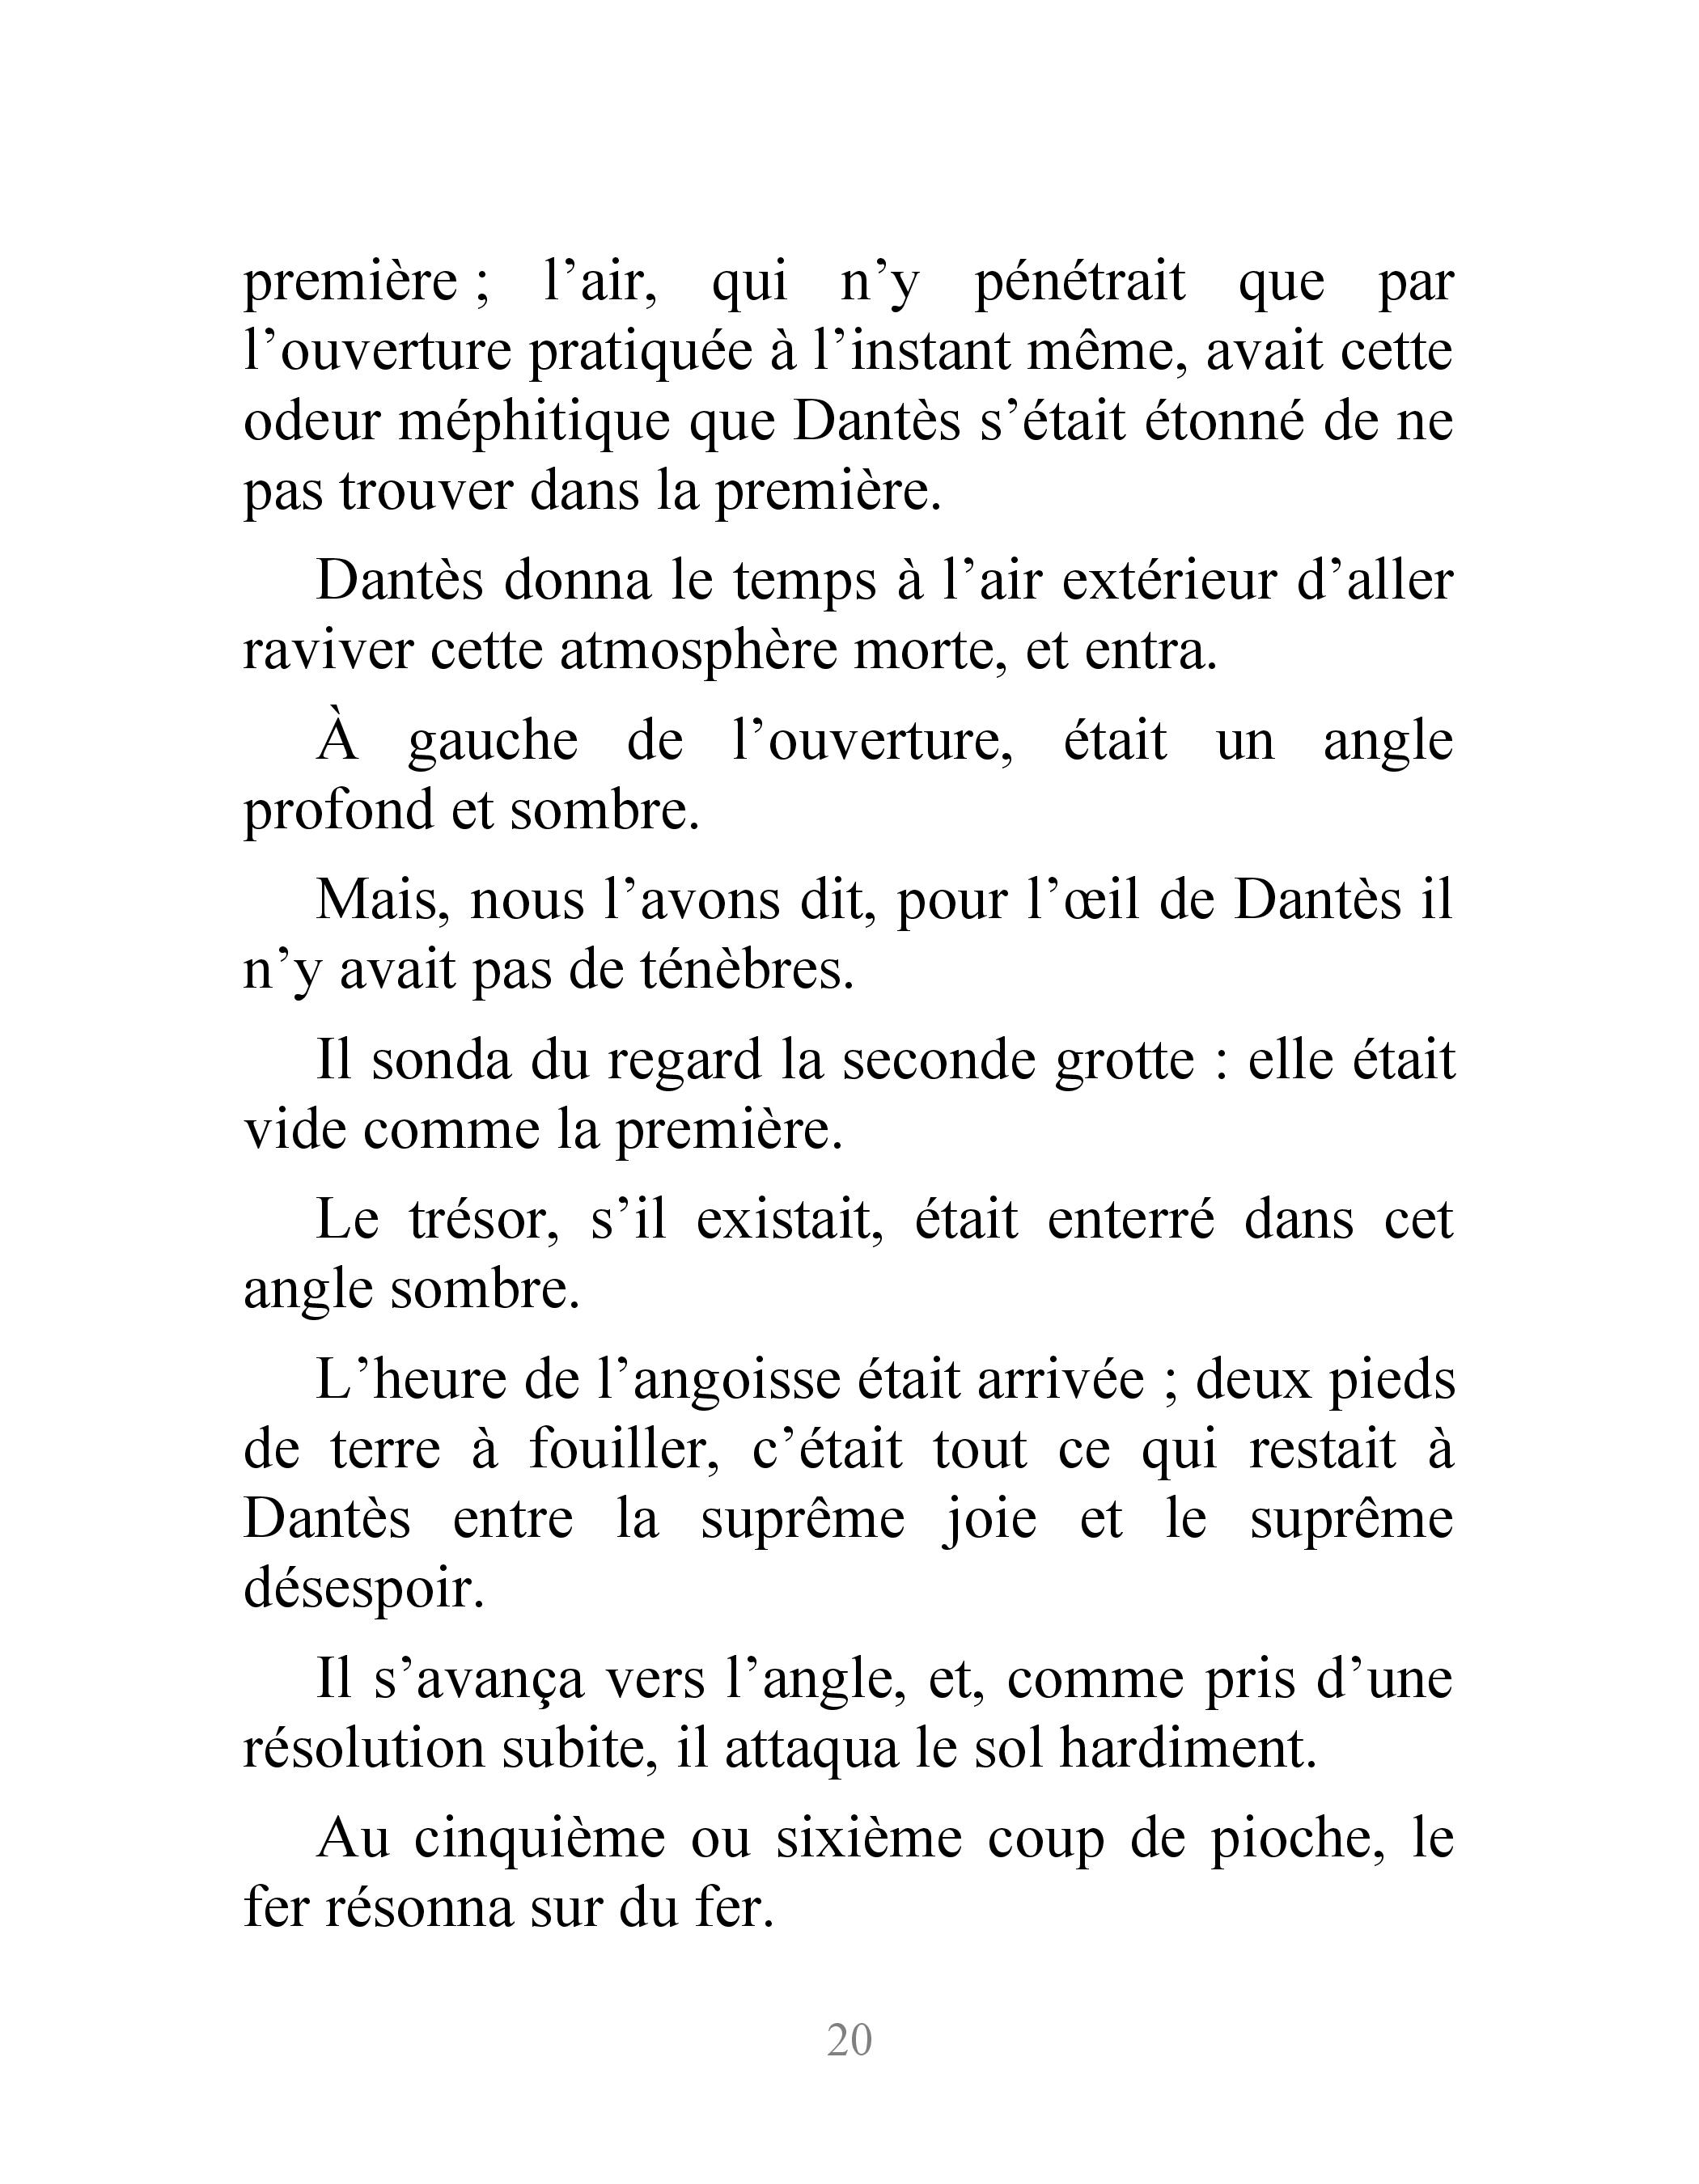 première ; l’air, qui n’y pénétrait que par
l’ouverture pratiquée à l’instant même, avait cette
odeur méphitique que Dantès s’était étonné de ne
pas trouver dans la première.
Dantès donna le temps à l’air extérieur d’aller
raviver cette atmosphère morte, et entra.
À gauche de l’ouverture, était un angle
profond et sombre.
Mais, nous l’avons dit, pour l’œil de Dantès il
n’y avait pas de ténèbres.
Il sonda du regard la seconde grotte : elle était
vide comme la première.
Le trésor, s’il existait, était enterré dans cet
angle sombre.
L’heure de l’angoisse était arrivée ; deux pieds
de terre à fouiller, c’était tout ce qui restait à
Dantès entre la suprême joie et le suprême
désespoir.
Il s’avança vers l’angle, et, comme pris d’une
résolution subite, il attaqua le sol hardiment.
Au cinquième ou sixième coup de pioche, le
fer résonna sur du fer.
20